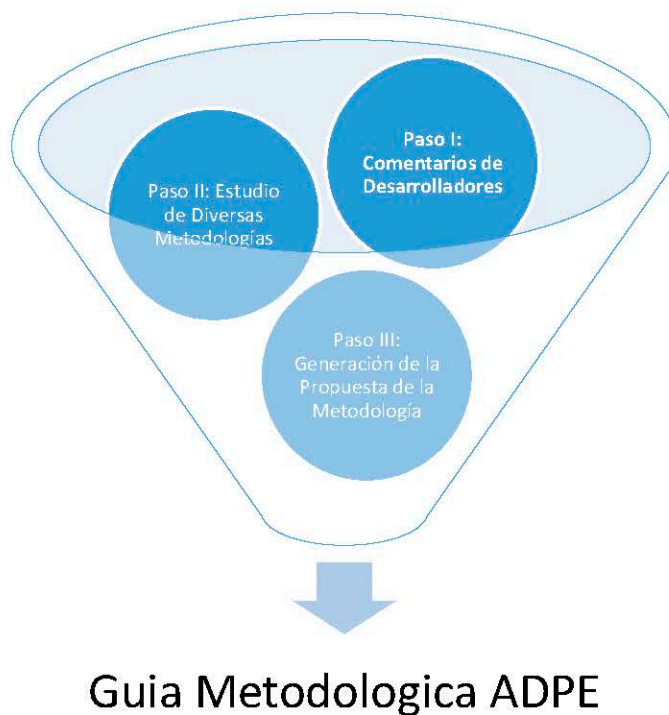 Paso I:
Comentarios de
Desarrolladores
Paso II: Estudio
de Diversas
Metodologías
Paso III:
Generación de la
Propuesta de la
Metodología
Guia Metodologica ADPE